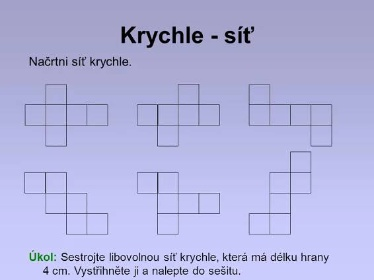 Krychle - síť
Načrtni síť krychle.
Úkol: Sestrojte libovolnou síť krychle, která má délku hrany
4 cm. Vystřihněte ji a nalepte do sešitu.